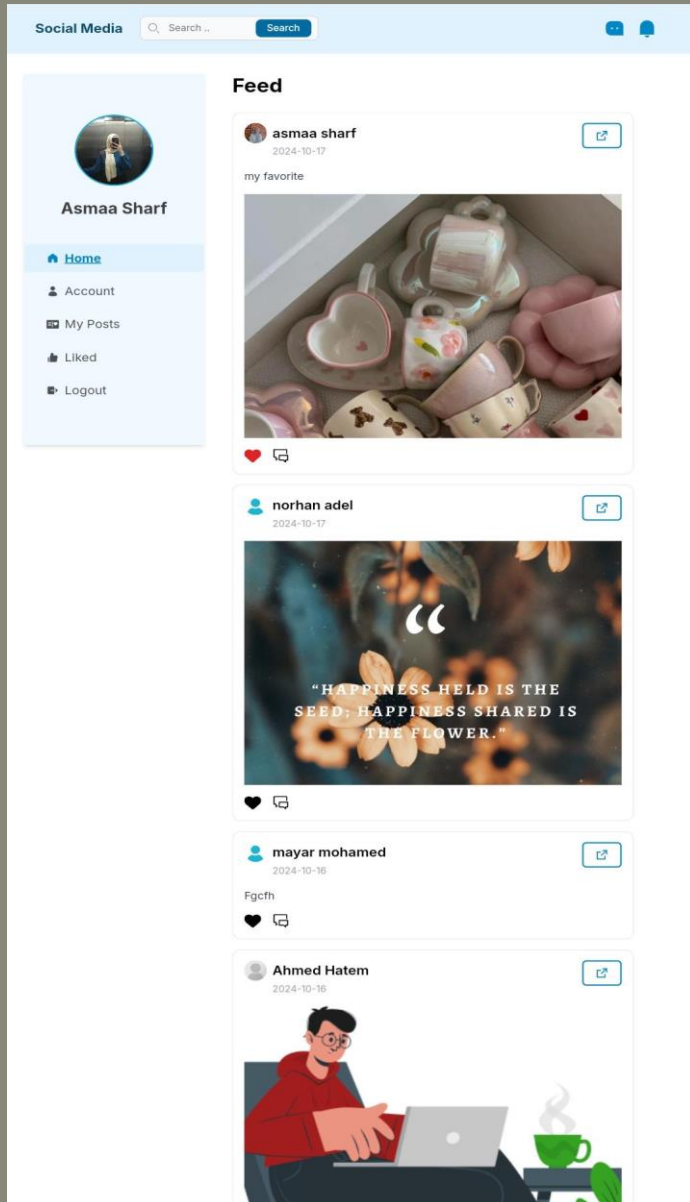 Social Media
Search ..
Search
Asmaa Sharf
Home
Account
My Posts
Liked
Logout
Feed
asmaa sharf
2024-10-17
my favorite
norhan adel
2024-10-17
“
“HAPPINESS HELD IS THE
SEED; HAPPINESS SHARED IS
THE FLOWER.”
mayar mohamed
2024-10-16
Fgcfh
Ahmed Hatem
2024-10-16